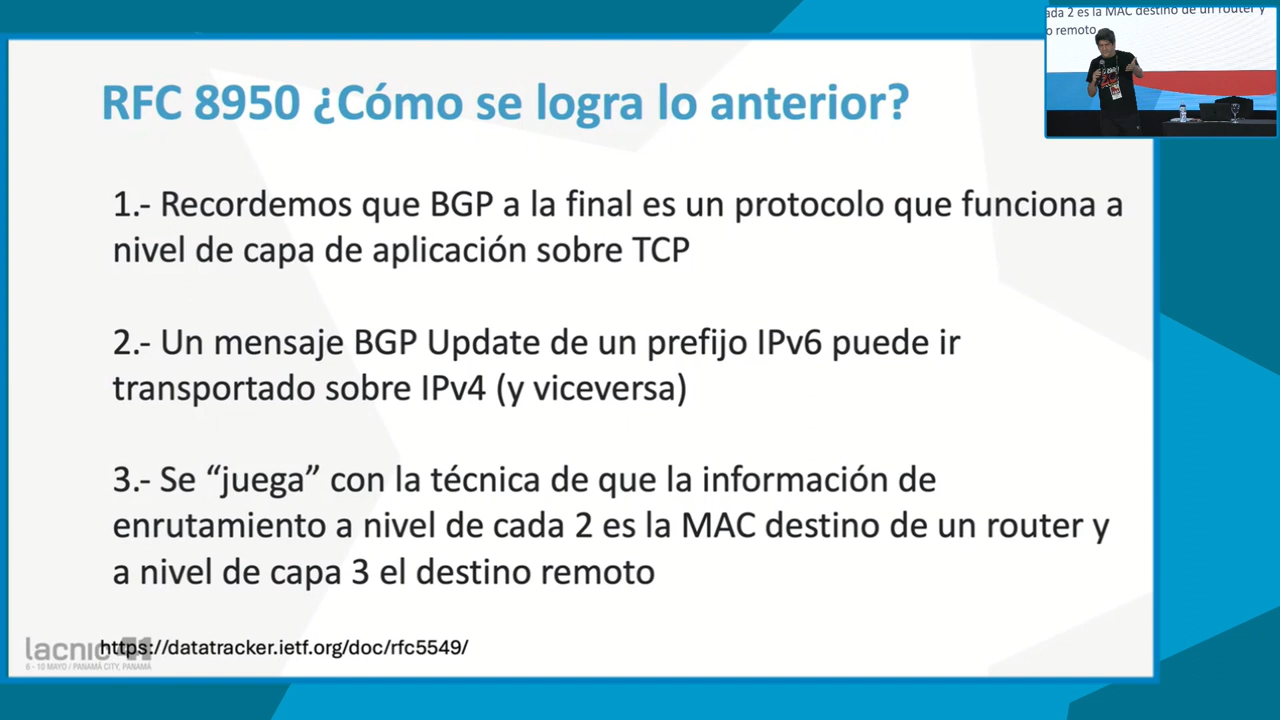 RFC 8950 ¿Cómo se logra lo anterior?
1.- Recordemos que BGP a la final es un protocolo que funciona a
nivel de capa de aplicación sobre TCP
2.- Un mensaje BGP Update de un prefijo IPv6 puede ir
transportado sobre IPv4 (y viceversa)
3.- Se “juega” con la técnica de que la información de
enrutamiento a nivel de cada 2 es la MAC destino de un router y
a nivel de capa 3 el destino remoto
https://datatracker.ietf.org/doc/rfc5549/
lacnic 41
6 - 10 MAYO / PANAMÁ CITY, PANAMÁ
ada 2 es la MAC destino de un router y
o remoto